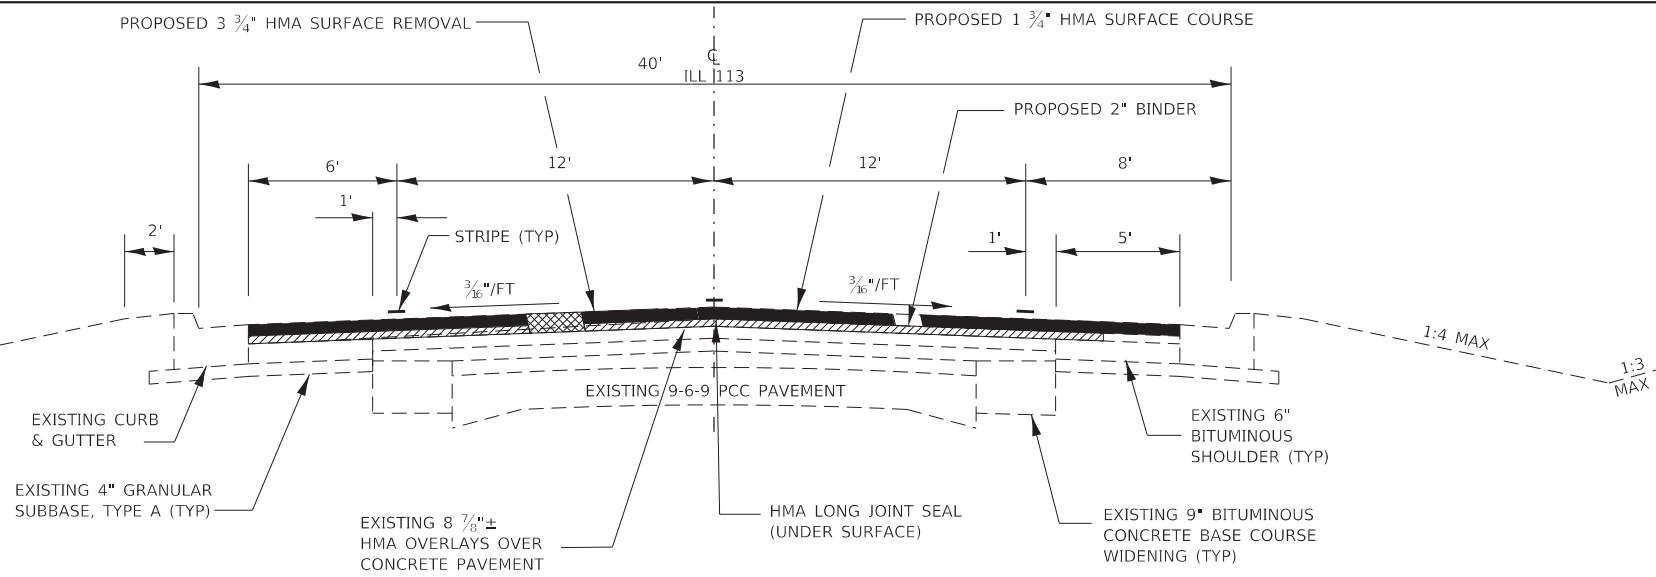 PROPOSED 3 3/4" HMA SURFACE REMOVAL
PROPOSED 1 3/4" HMA SURFACE COURSE
℄
40'
ILL 113
PROPOSED 2" BINDER
6'
12'
12'
8'
1'
2'
STRIPE (TYP)
1'
5'
3/16"/FT
3/16"/FT
1:4 MAX
1:3
MAX
EXISTING 9-6-9 PCC PAVEMENT
EXISTING CURB
& GUTTER
EXISTING 6"
BITUMINOUS
SHOULDER (TYP)
EXISTING 4" GRANULAR
SUBBASE, TYPE A (TYP)
EXISTING 8 7/8"±
HMA OVERLAYS OVER
CONCRETE PAVEMENT
HMA LONG JOINT SEAL
(UNDER SURFACE)
EXISTING 9" BITUMINOUS
CONCRETE BASE COURSE
WIDENING (TYP)